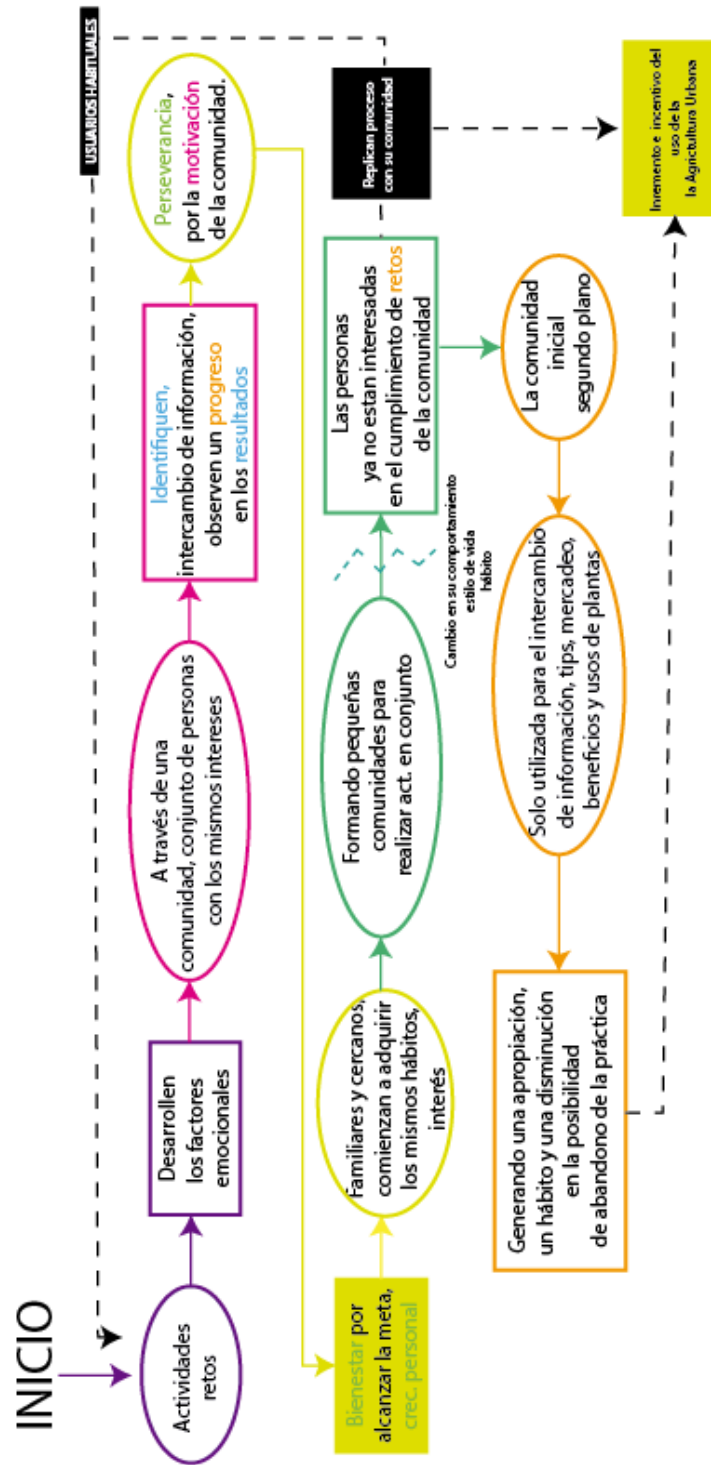 INICIO
Actividades
retos
Desarrollen
los factores
emocionales
A través de una
comunidad, conjunto de personas
con los mismos intereses
Identifiquen,
intercambio de información,
observen un progreso
en los resultados
Perseverancia,
por la motivación
de la comunidad.
USUARIOS HABITUALES
Bienestar por
alcanzar la meta,
crec. personal
Familiares y cercanos,
comienzan a adquirir
los mismos hábitos,
interés
Formando pequeñas
comunidades para
realizar act. en conjunto
Cambio en su comportamiento
estilo de vida
hábito
Las personas
ya no estan interesadas
en el cumplimiento de retos
de la comunidad
Replican proceso
con su comunidad
La comunidad
inicial
segundo plano
Solo utilizada para el intercambio
de información, tips, mercadeo,
beneficios y usos de plantas
Generando una apropiación,
un hábito y una disminución
en la posibilidad
de abandono de la práctica
Inremento e incentivo del
uso de la
la Agrictultura Urbana